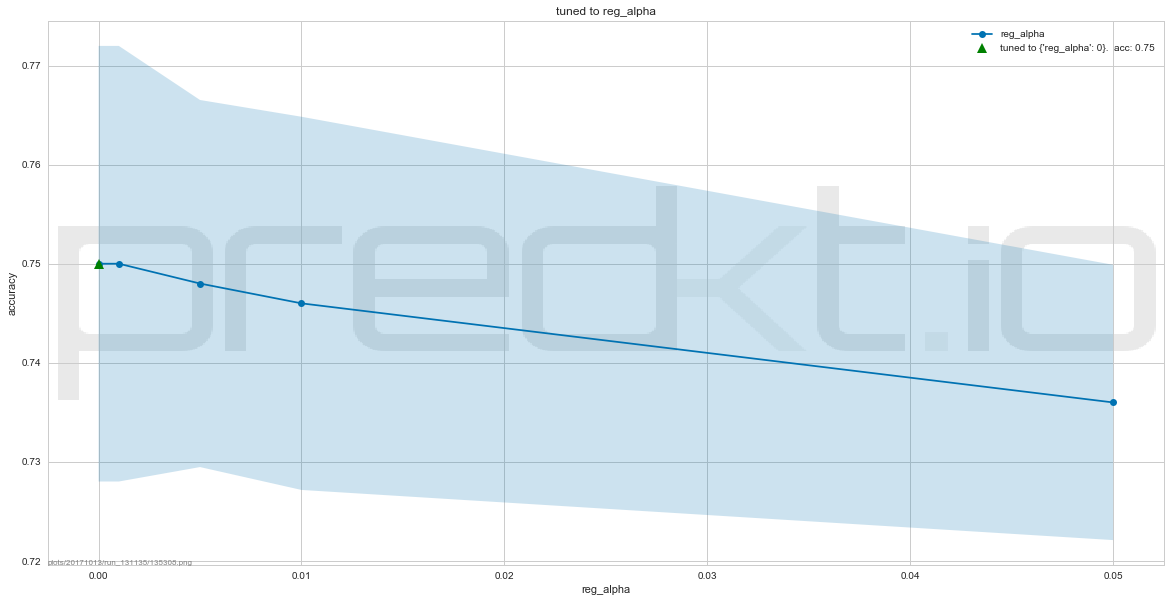 tuned to reg_alpha
reg_alpha
tuned to {'reg_alpha': 0}.  acc: 0.75
0.77
0.76
0.75
0.74
0.73
0.72
accuracy
predkt.io
0.00 0.01 0.02 0.03 0.04 0.05
reg_alpha